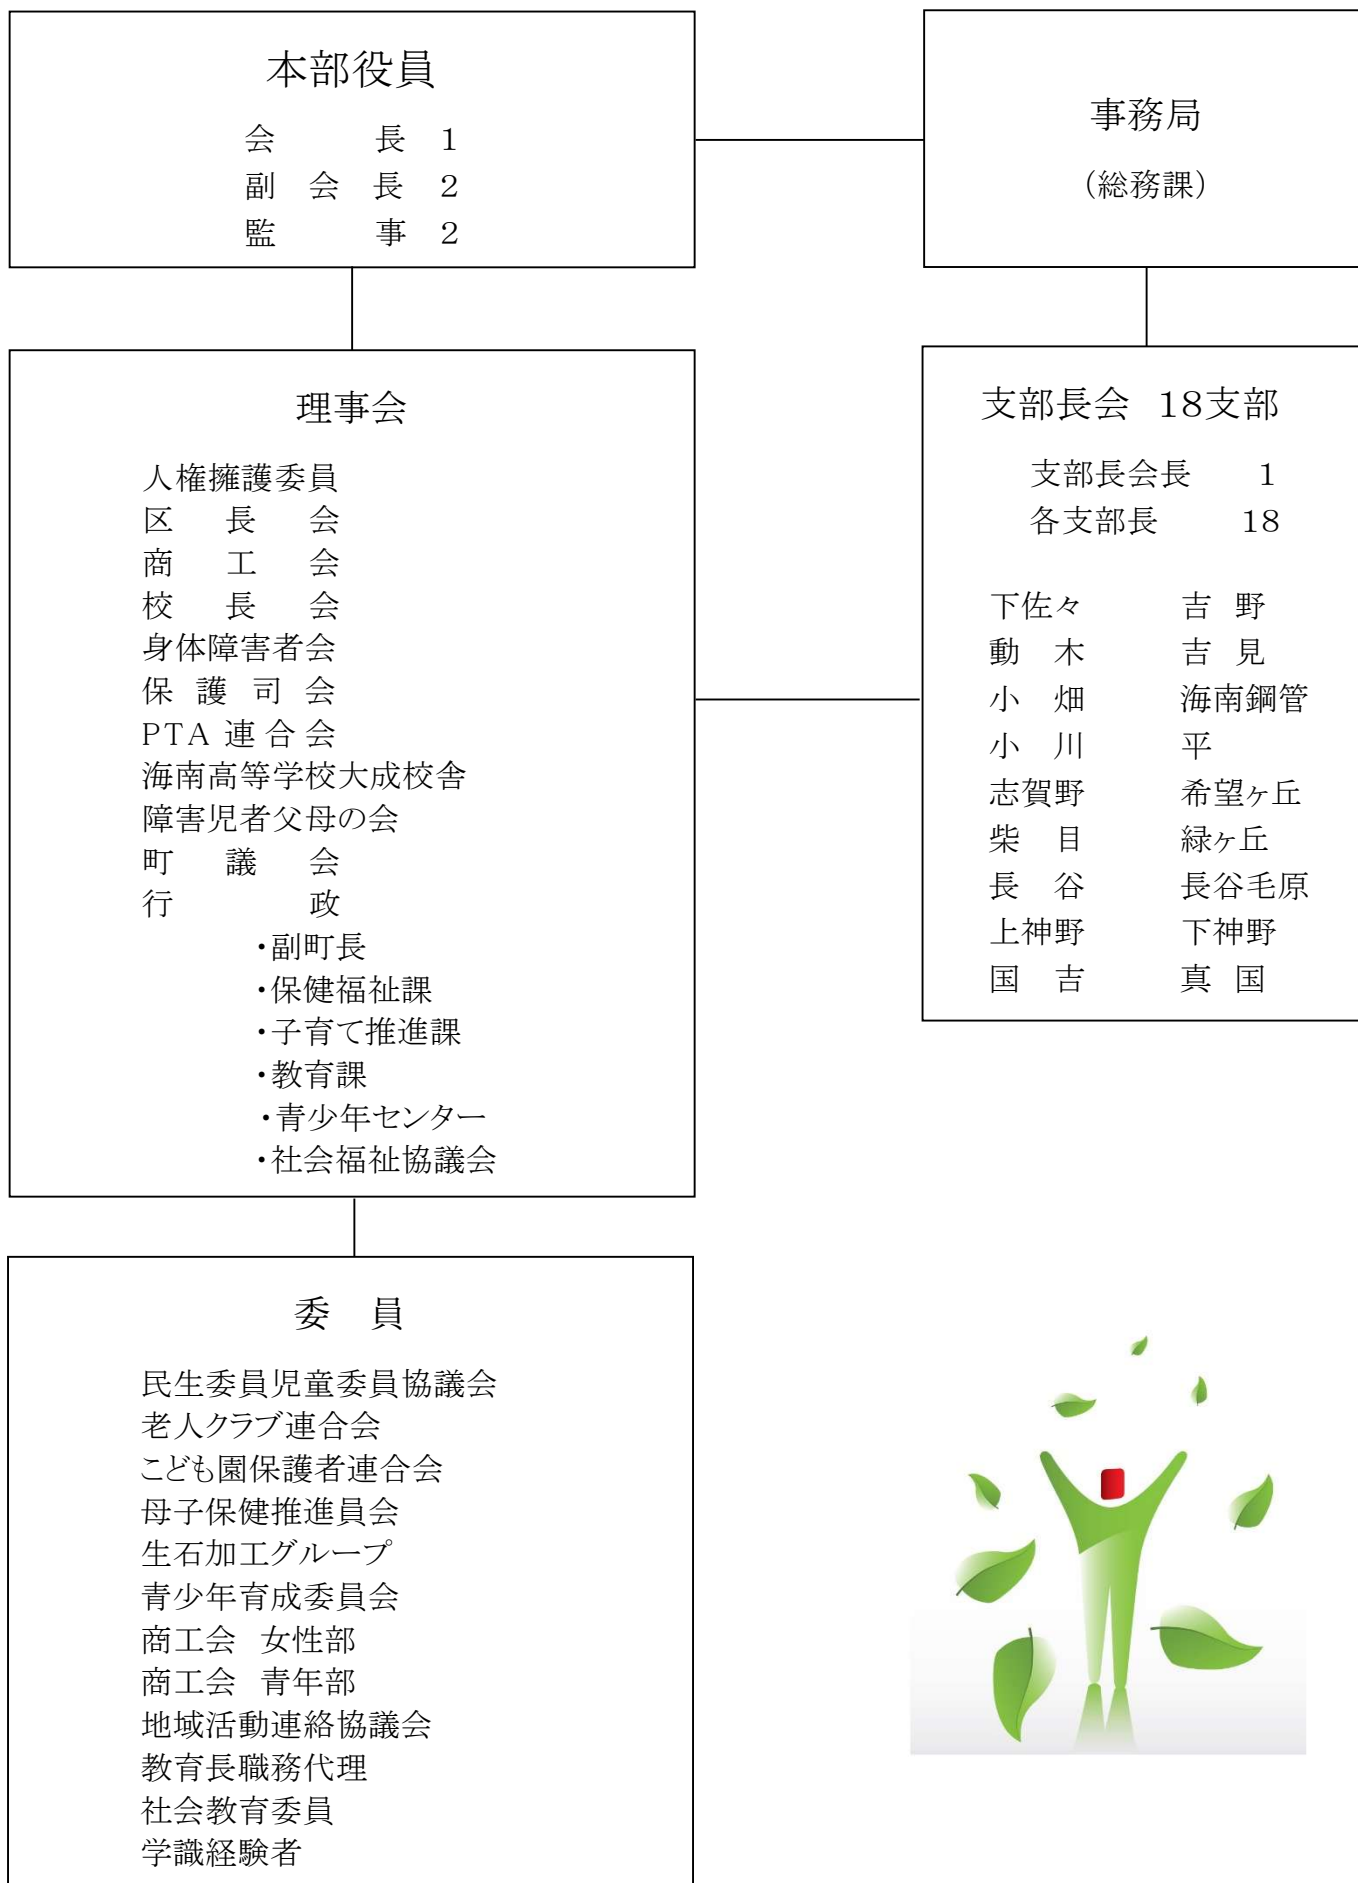 本部役員
会長 1
副会長 2
監事 2
事務局
（総務課）
理事会
人権擁護委員
区長会
商工会
校長会
身体障害者会
保護司会
PTA 連合会
海南高等学校大成校舎
障害児者父母の会
町議会
行政
・副町長
・保健福祉課
・子育て推進課
・教育課
・青少年センター
・社会福祉協議会
支部長会 18支部
支部長会長 1
各支部長 18
下佐々 吉野
動木 吉見
小畑 海南鋼管
小川 平
志賀野 希望ヶ丘
柴目 緑ヶ丘
長谷 長谷毛原
上神野 下神野
国吉 真国
委員
民生委員児童委員協議会
老人クラブ連合会
こども園保護者連合会
母子保健推進員会
生石加工グループ
青少年育成委員会
商工会 女性部
商工会 青年部
地域活動連絡協議会
教育長職務代理
社会教育委員
学識経験者